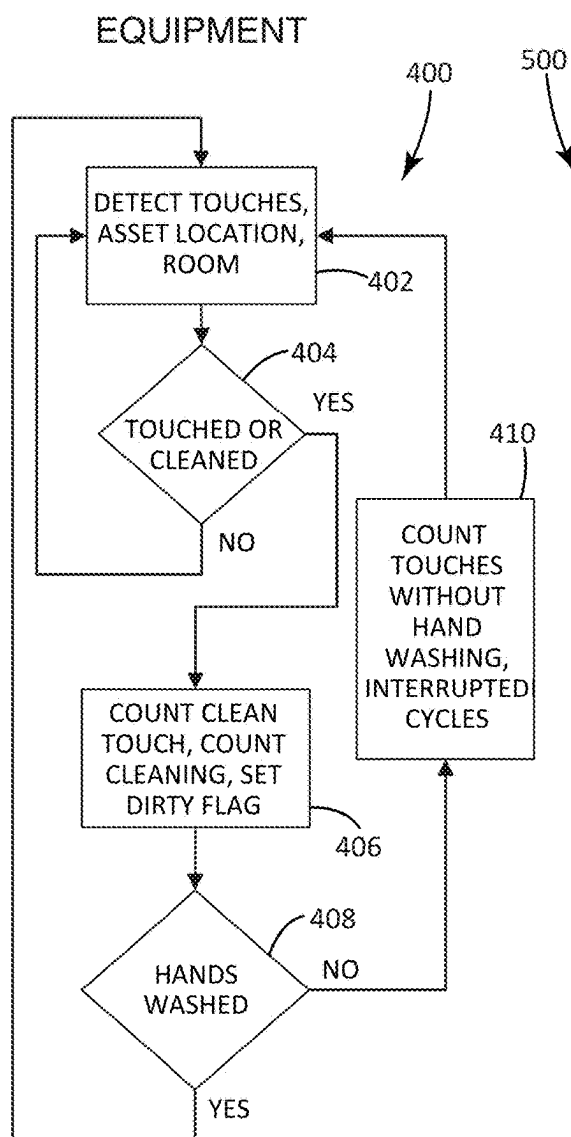 EQUIPMENT
400
500
DETECT TOUCHES,
ASSET LOCATION,
ROOM
402
404
YES
TOUCHED OR
CLEANED
NO
410
COUNT
TOUCHES
WITHOUT
HAND
WASHING,
INTERRUPTED
CYCLES
COUNT CLEAN
TOUCH, COUNT
CLEANING, SET
DIRTY FLAG
406
408
HANDS
WASHED
NO
YES